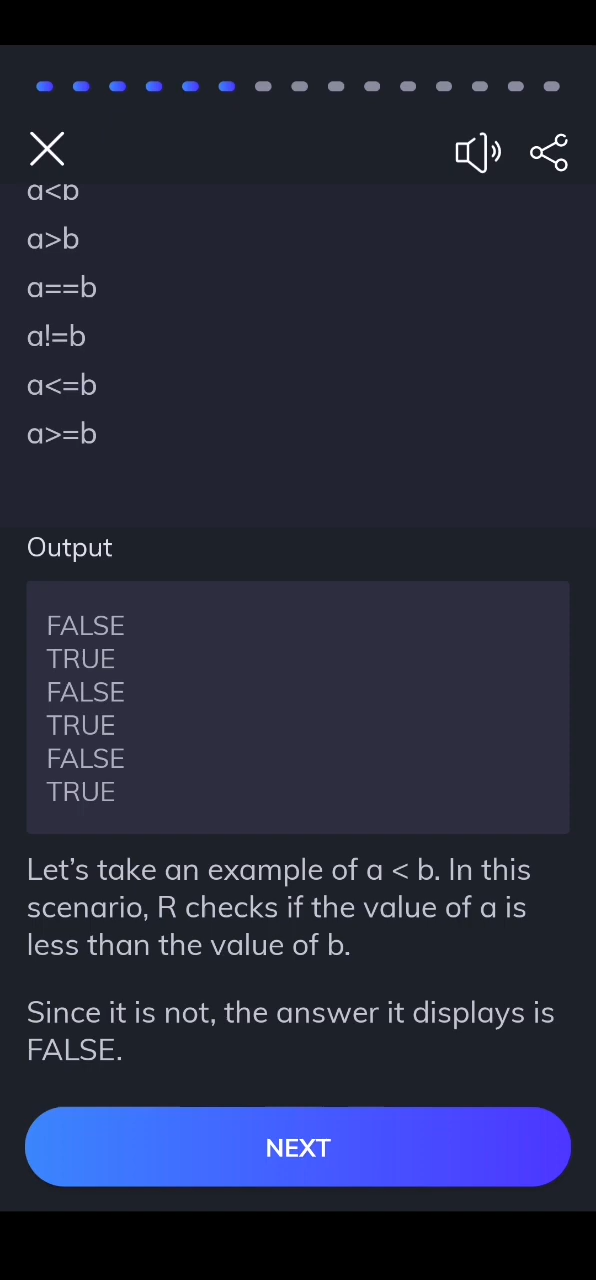 a<b
a>b
a==b
a!=b
a<=b
a>=b
Output
FALSE
TRUE
FALSE
TRUE
FALSE
TRUE
Let’s take an example of a < b. In this
scenario, R checks if the value of a is
less than the value of b.
Since it is not, the answer it displays is
FALSE.
NEXT